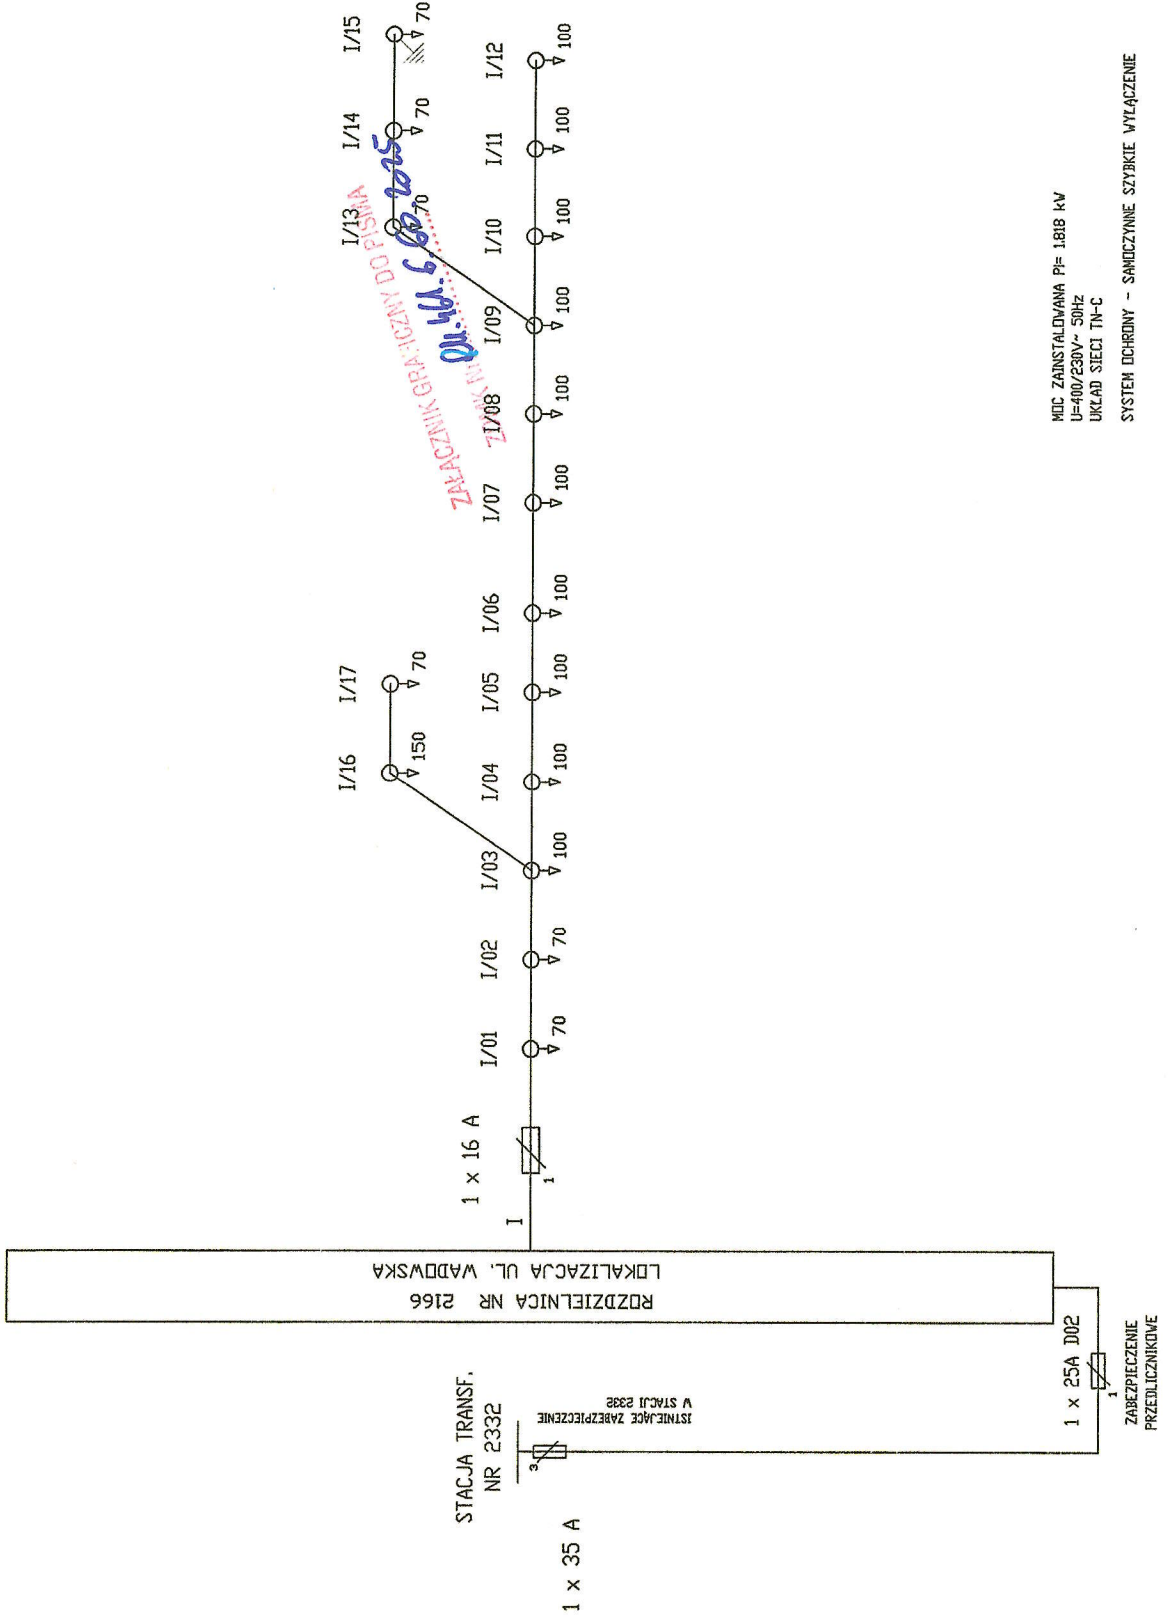 I/15
70
I/14
70
I/13
70
I/12
100
I/11
100
I/10
100
I/09
100
I/08
100
I/07
100
I/06
100
I/05
100
I/04
100
I/03
100
I/02
70
I/01
70
I/17
70
I/16
150
ZAŁĄCZNIK GRAFICZNY DO PISMA
1 x 16 A
1
I
ROZDZIELNICA NR 2166
LOKALIZACJA UL. WADOWSKA
STACJA TRANSF.
NR 2332
3
ISTNIEJĄCE ZABEZPIECZENIE
W STACJI 2332
1 x 35 A
1 x 25A D02
1
ZABEZPIECZENIE
PRZEDLICZNIKOWE
MOC ZAINSTALOWANA Pi= 1.818 kW
U=400/230V~ 50Hz
UKŁAD SIECI TN-C
SYSTEM OCHRONY - SAMOCZYNNE SZYBKIE WYŁĄCZENIE